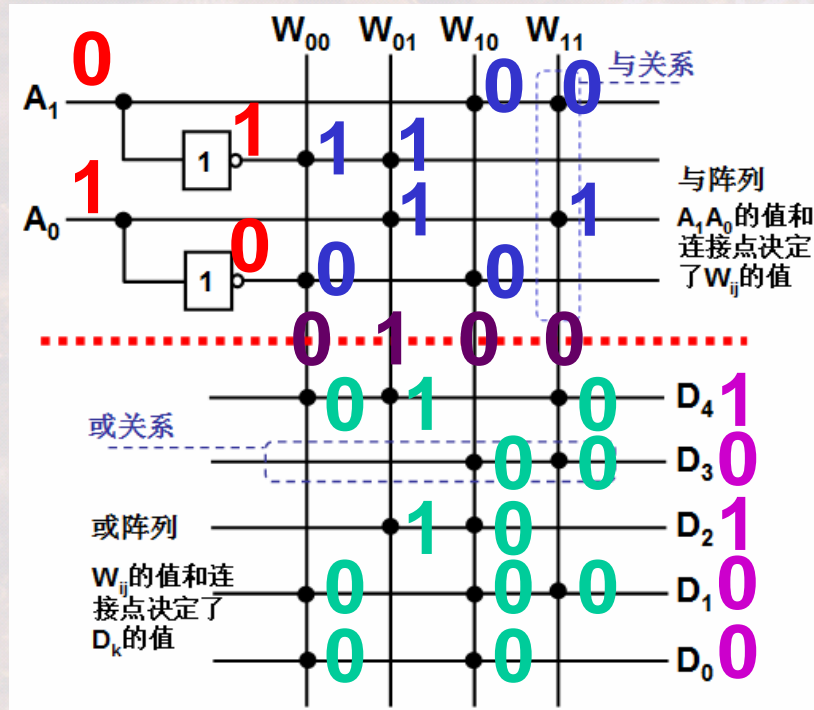 W₀₀ W₀₁ W₁₀ W₁₁
与关系
0
A₁ 0 0
1 1 1 1
与阵列
1
A₀ 1 1
A₁A₀的值和
连接点决定
了Wᵢⱼ的值
1 0 0 0
0 1 0 0
0 1 0 D₄ 1
或关系
0 0 D₃ 0
或阵列
1 0 D₂ 1
Wᵢⱼ的值和连
接点决定了
Dₖ的值
0 0 0 D₁ 0
0 0 D₀ 0